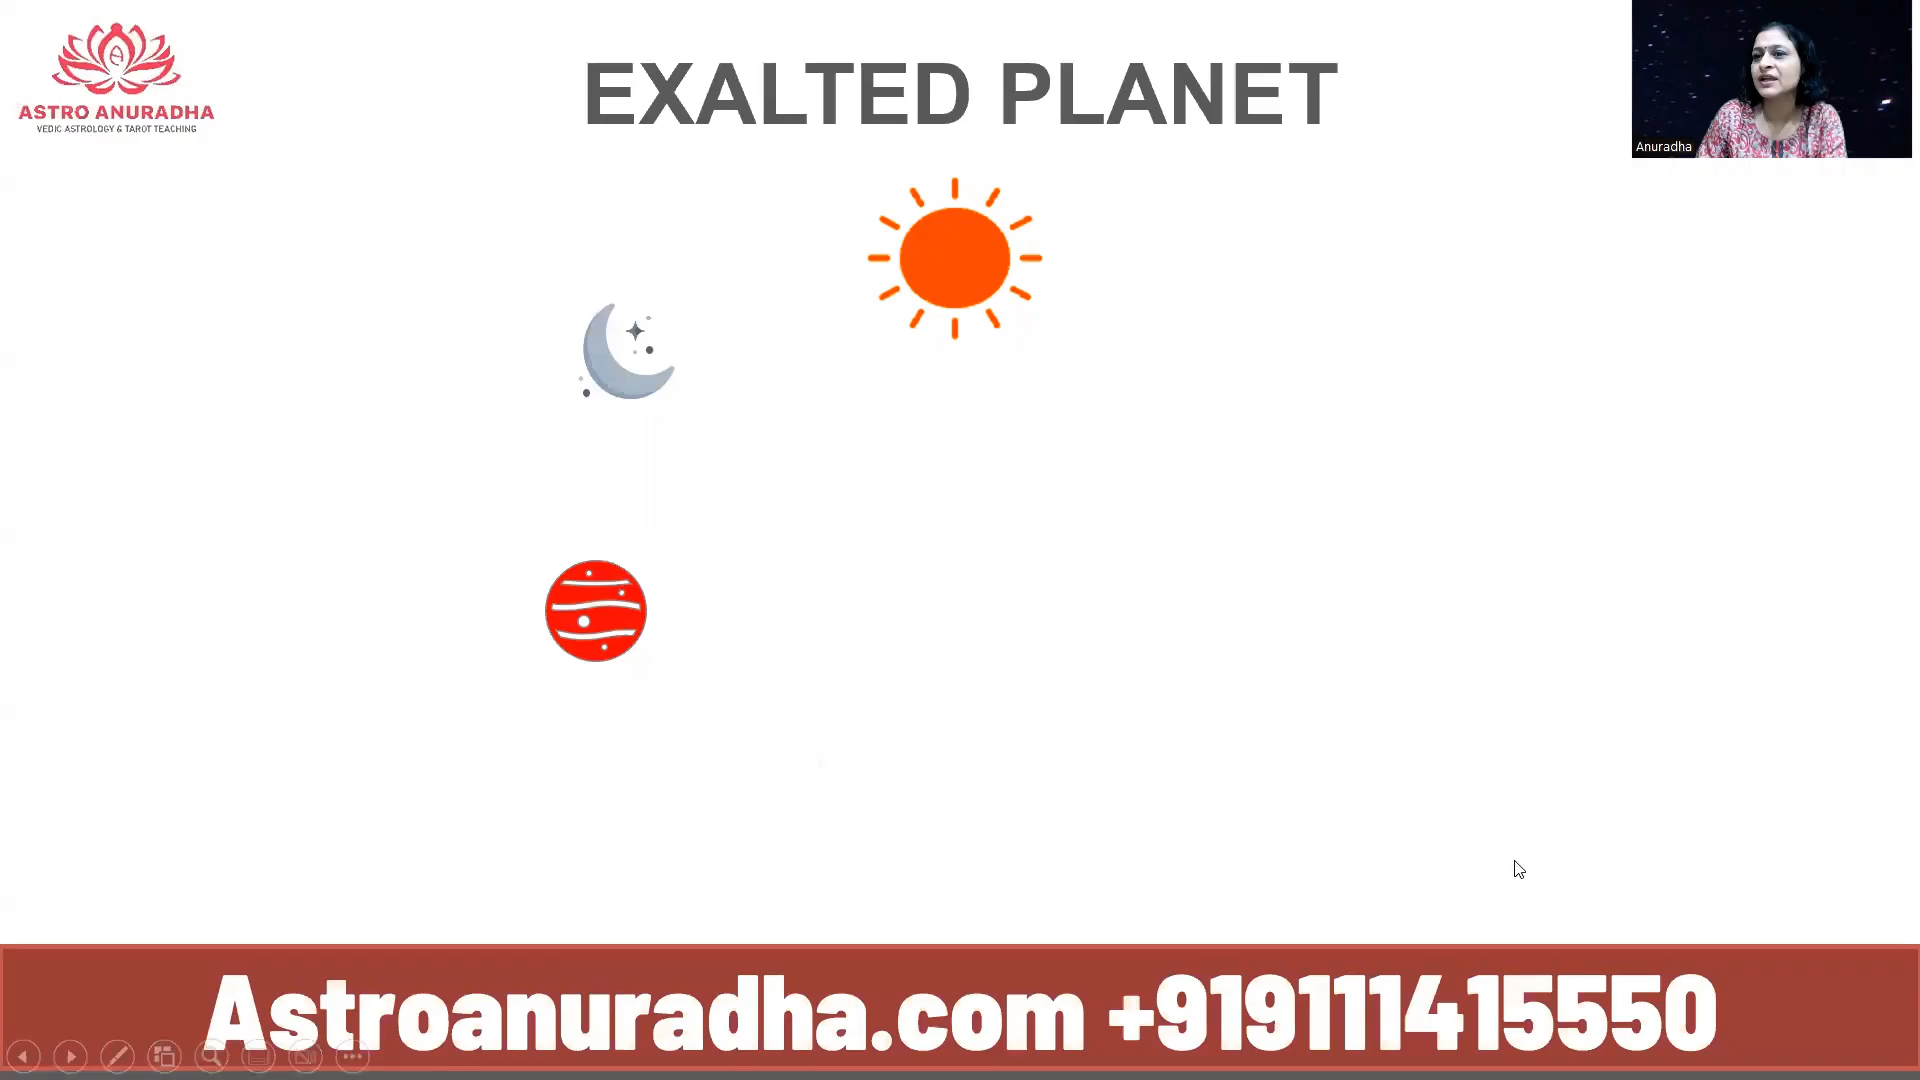 ASTRO ANURADHA
VEDIC ASTROLOGY & TAROT TEACHING
EXALTED PLANET
Anuradha
Astroanuradha.com +919111415550